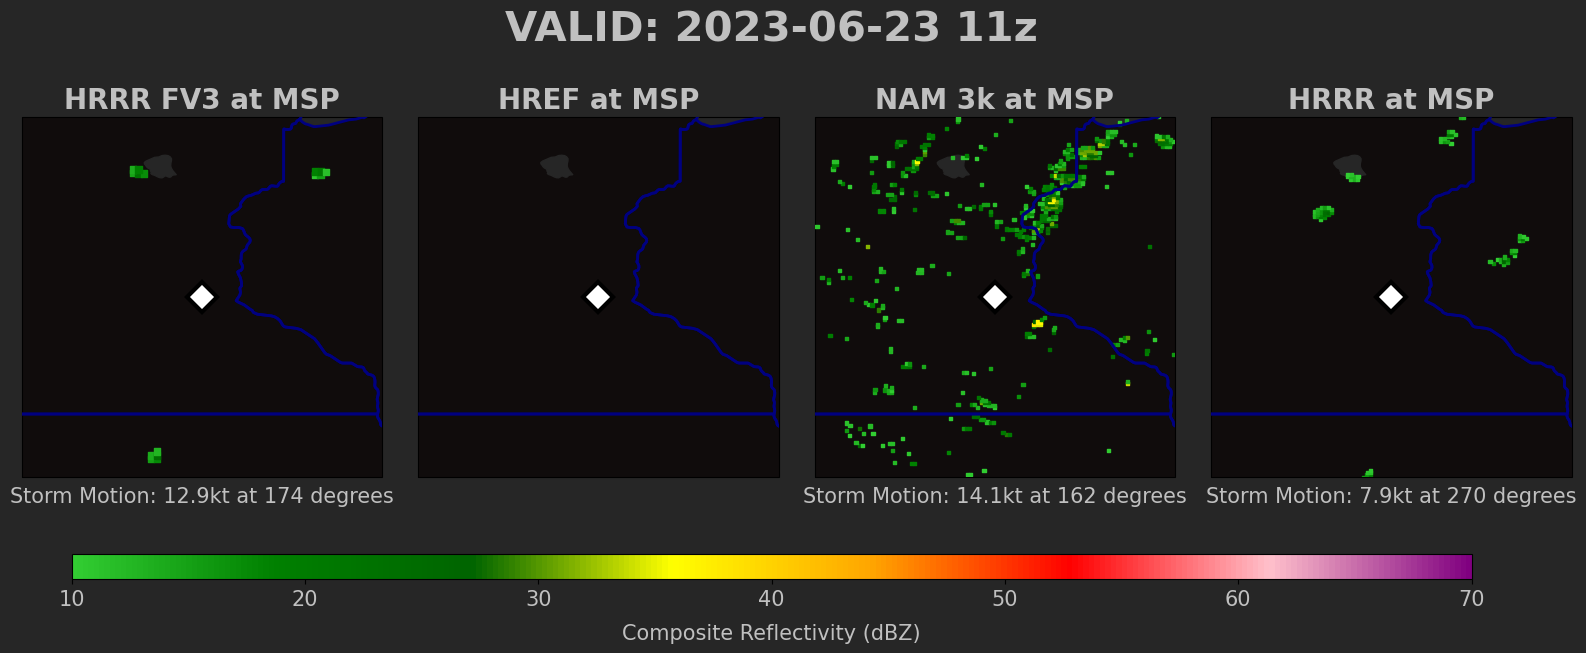 VALID: 2023-06-23 11z
HRRR FV3 at MSP
HREF at MSP
NAM 3k at MSP
HRRR at MSP
Storm Motion: 12.9kt at 174 degrees
Storm Motion: 14.1kt at 162 degrees
Storm Motion: 7.9kt at 270 degrees
10 20 30 40 50 60 70
Composite Reflectivity (dBZ)